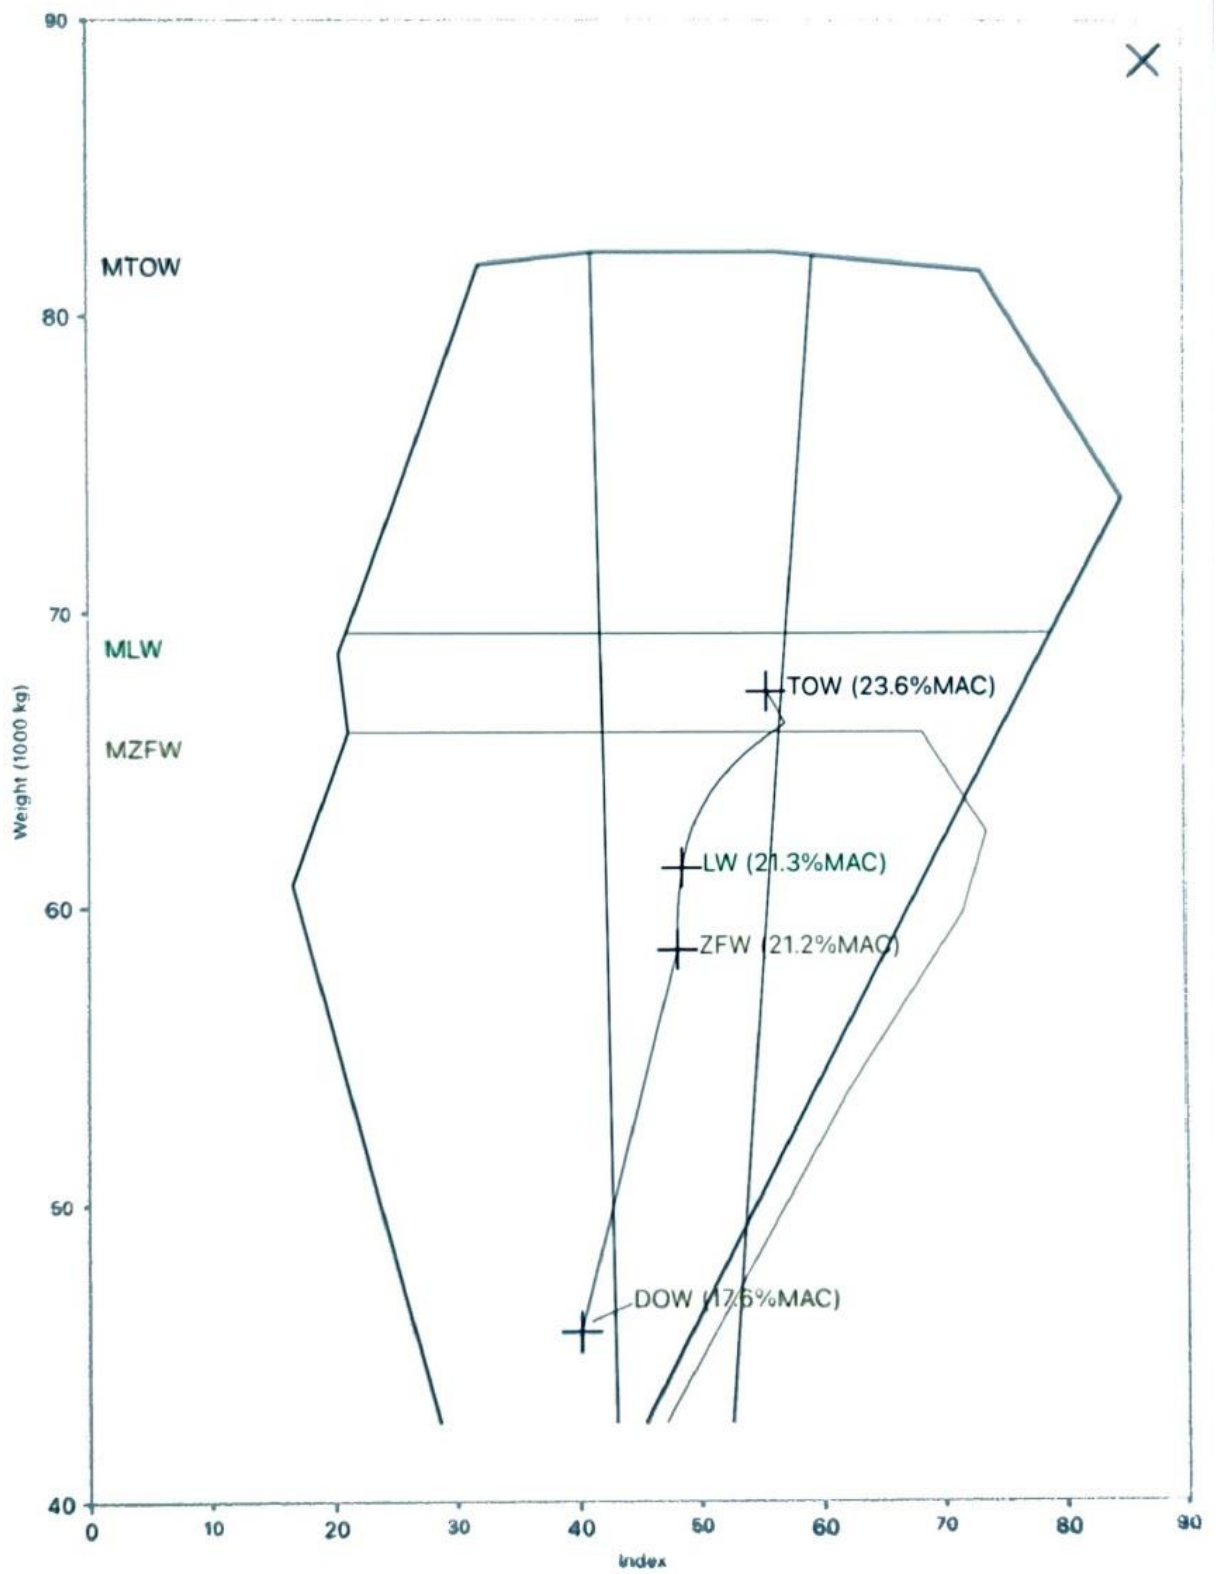 90
MTOW
80
70
MLW
TOW (23.6%MAC)
MZFW
Weight (1000 kg)
LW (21.3%MAC)
60
ZFW (21.2%MAC)
50
DOW (17.6%MAC)
40
0 10 20 30 40 50 60 70 80 90
Index